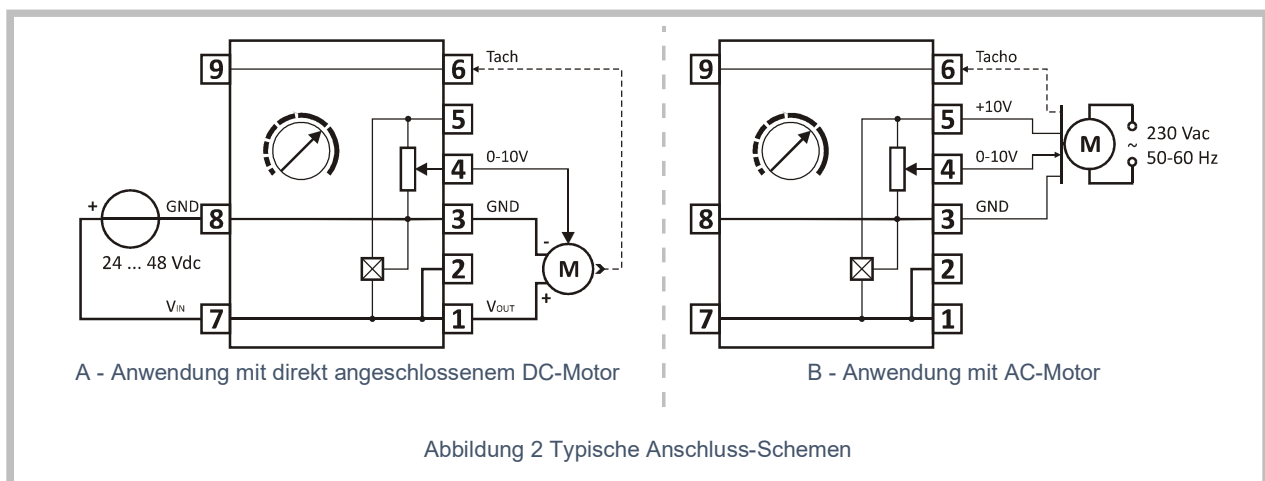 9
6
Tach
5
4
0-10V
+
GND
8
3
GND
24 ... 48 Vdc
-
M
2
+
VIN
7
1
VOUT
A - Anwendung mit direkt angeschlossenem DC-Motor
9
6
Tacho
5
+10V
M
230 Vac
~
50-60 Hz
4
0-10V
8
3
GND
2
7
1
B - Anwendung mit AC-Motor
Abbildung 2 Typische Anschluss-Schemen